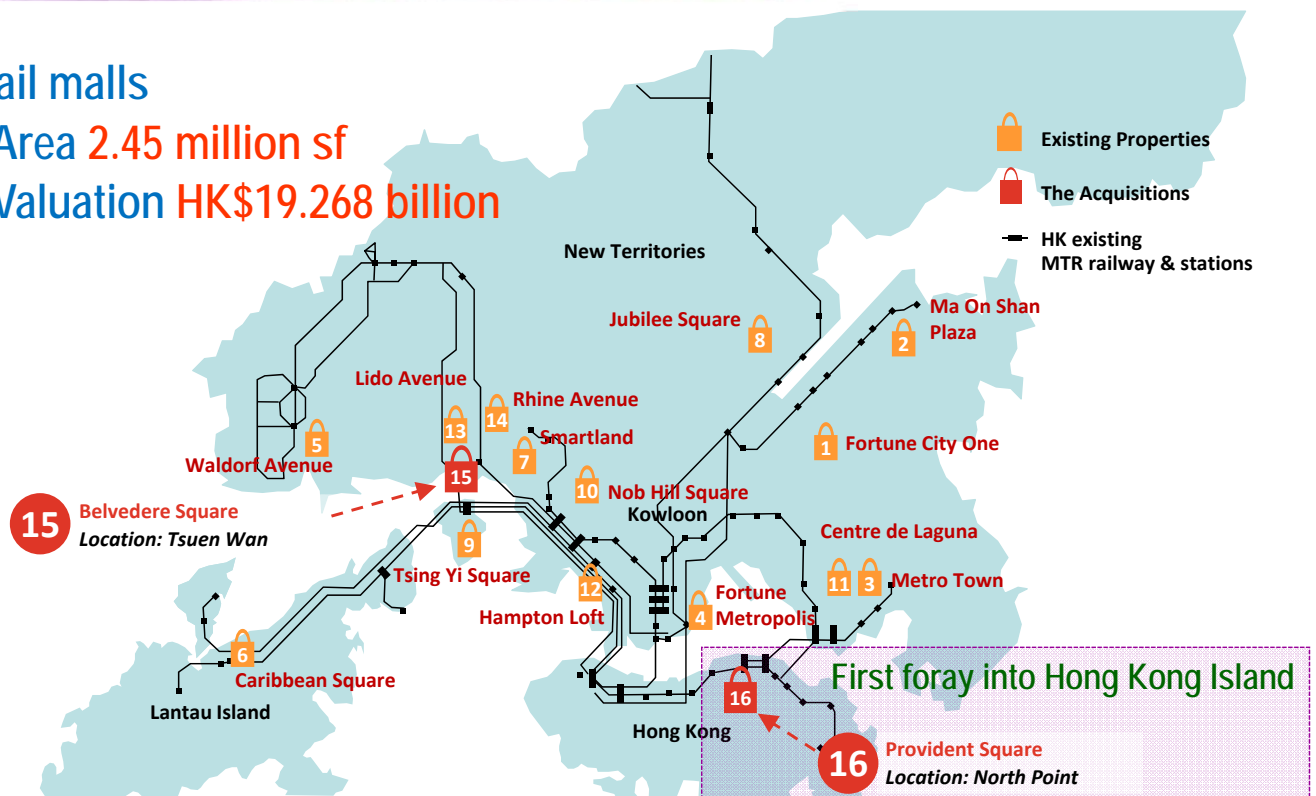 ail malls
Area 2.45 million sf
Valuation HK$19.268 billion
Existing Properties
The Acquisitions
HK existing
MTR railway & stations
New Territories
Jubilee Square
8
Ma On Shan
Plaza
2
Lido Avenue
13
Rhine Avenue
14
Smartland
7
5
Waldorf Avenue
1
Fortune City One
15
10
Nob Hill Square
Kowloon
15
Belvedere Square
Location: Tsuen Wan
9
Tsing Yi Square
Centre de Laguna
11
3
Metro Town
12
Hampton Loft
4
Fortune
Metropolis
6
Caribbean Square
Lantau Island
First foray into Hong Kong Island
16
Hong Kong
16
Provident Square
Location: North Point